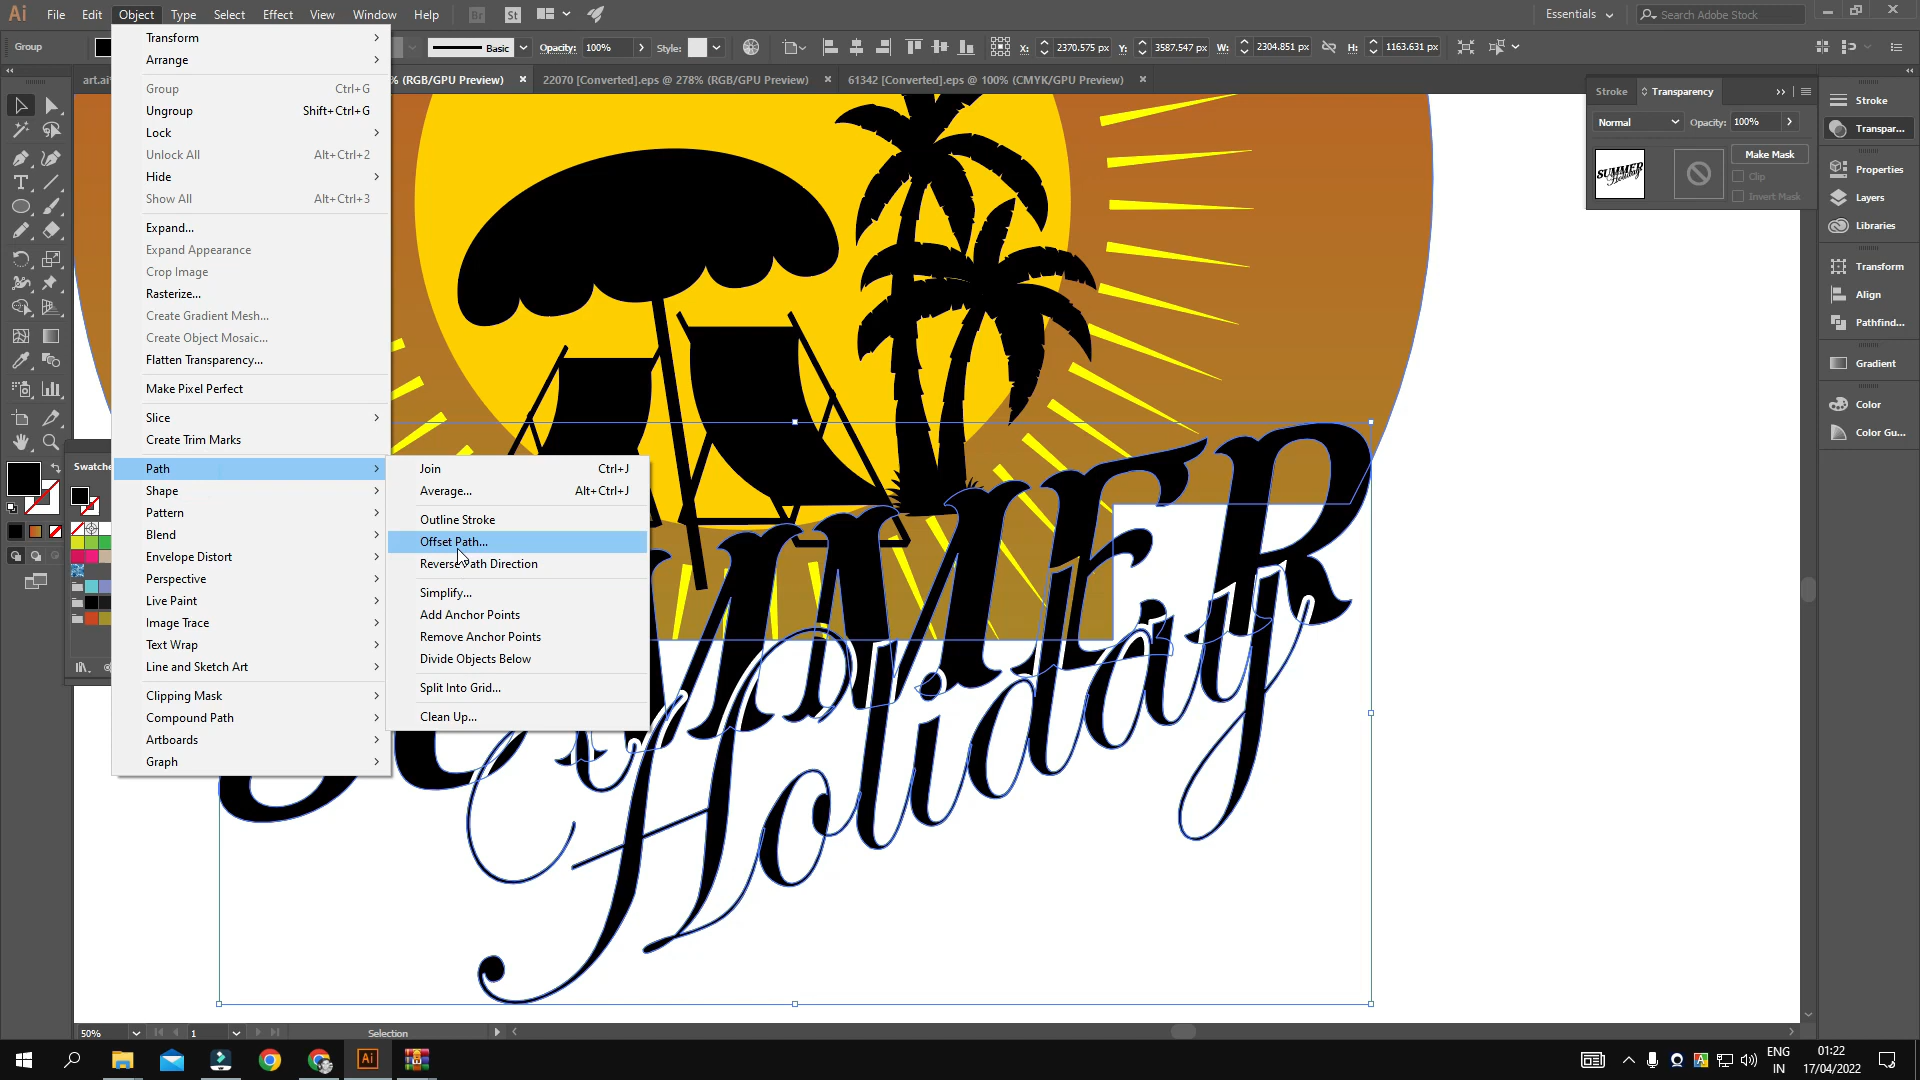 Ai File Edit Object Type Select Effect View Window Help Br St Essentials Search Adobe Stock
Group Basic Opacity: 100% Style: X: 2370.575 px Y: 3587.547 px W: 2304.851 px H: 1163.631 px
% (RGB/GPU Preview) × 22070 [Converted].eps @ 278% (RGB/GPU Preview) × 61342 [Converted].eps @ 100% (CMYK/GPU Preview) ×
Transform
Arrange
Group Ctrl+G
Ungroup Shift+Ctrl+G
Lock
Unlock All Alt+Ctrl+2
Hide
Show All Alt+Ctrl+3
Expand...
Expand Appearance
Crop Image
Rasterize...
Create Gradient Mesh...
Create Object Mosaic...
Flatten Transparency...
Make Pixel Perfect
Slice
Create Trim Marks
Path
Shape
Pattern
Blend
Envelope Distort
Perspective
Live Paint
Image Trace
Text Wrap
Line and Sketch Art
Clipping Mask
Compound Path
Artboards
Graph
Join Ctrl+J
Average... Alt+Ctrl+J
Outline Stroke
Offset Path...
Reverse Path Direction
Simplify...
Add Anchor Points
Remove Anchor Points
Divide Objects Below
Split Into Grid...
Clean Up...
Stroke Transparency
Normal Opacity: 100%
SUMMER
Holiday
Make Mask
Clip
Invert Mask
Stroke
Transpar...
Properties
Layers
Libraries
Transform
Align
Pathfind...
Gradient
Color
Color Gu...
Swatche
Holiday
50% 1 Selection
Ai ENG
IN
01:22
17/04/2022